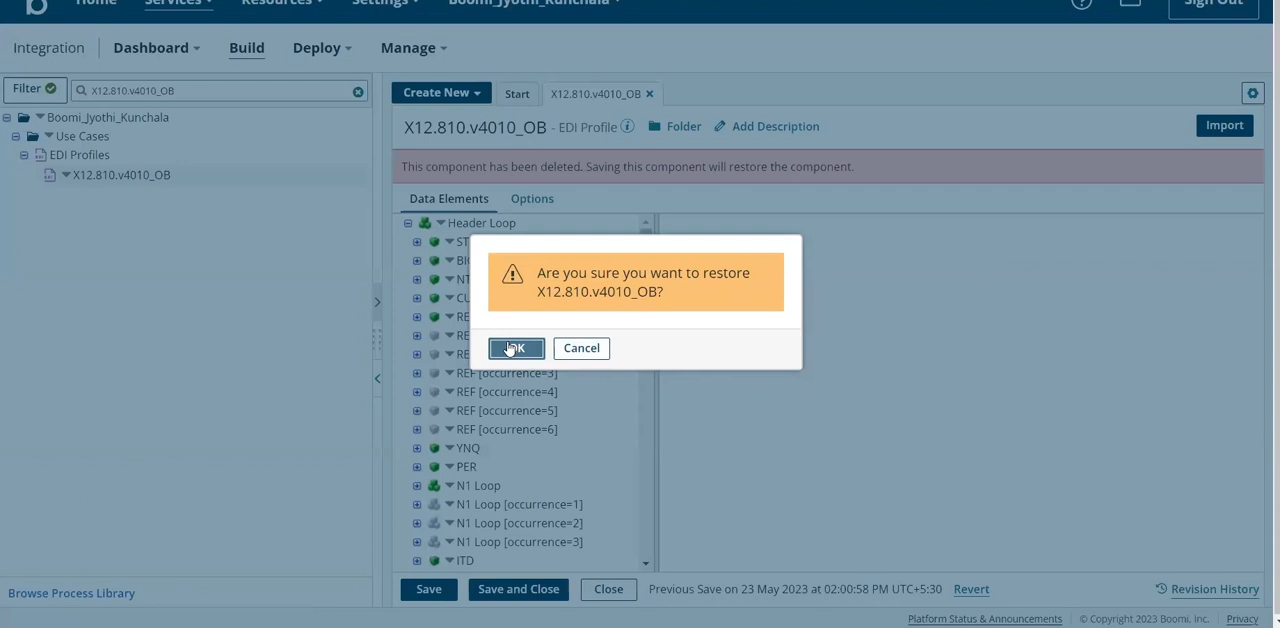 Home Services Resources Settings Boomi_Jyothi_Kunchala Sign Out
Integration Dashboard Build Deploy Manage
Filter X12.810.v4010_OB
Boomi_Jyothi_Kunchala
Use Cases
EDI Profiles
X12.810.v4010_OB
Browse Process Library
Create New Start X12.810.v4010_OB
X12.810.v4010_OB - EDI Profile Folder Add Description Import
This component has been deleted. Saving this component will restore the component.
Data Elements Options
Header Loop
ST
NT
REF [occurrence=3]
REF [occurrence=4]
REF [occurrence=5]
REF [occurrence=6]
YNQ
PER
N1 Loop
N1 Loop [occurrence=1]
N1 Loop [occurrence=2]
N1 Loop [occurrence=3]
ITD
Are you sure you want to restore
X12.810.v4010_OB?
OK Cancel
Save Save and Close Close Previous Save on 23 May 2023 at 02:00:58 PM UTC+5:30 Revert Revision History
Platform Status & Announcements © Copyright 2023 Boomi, Inc. Privacy